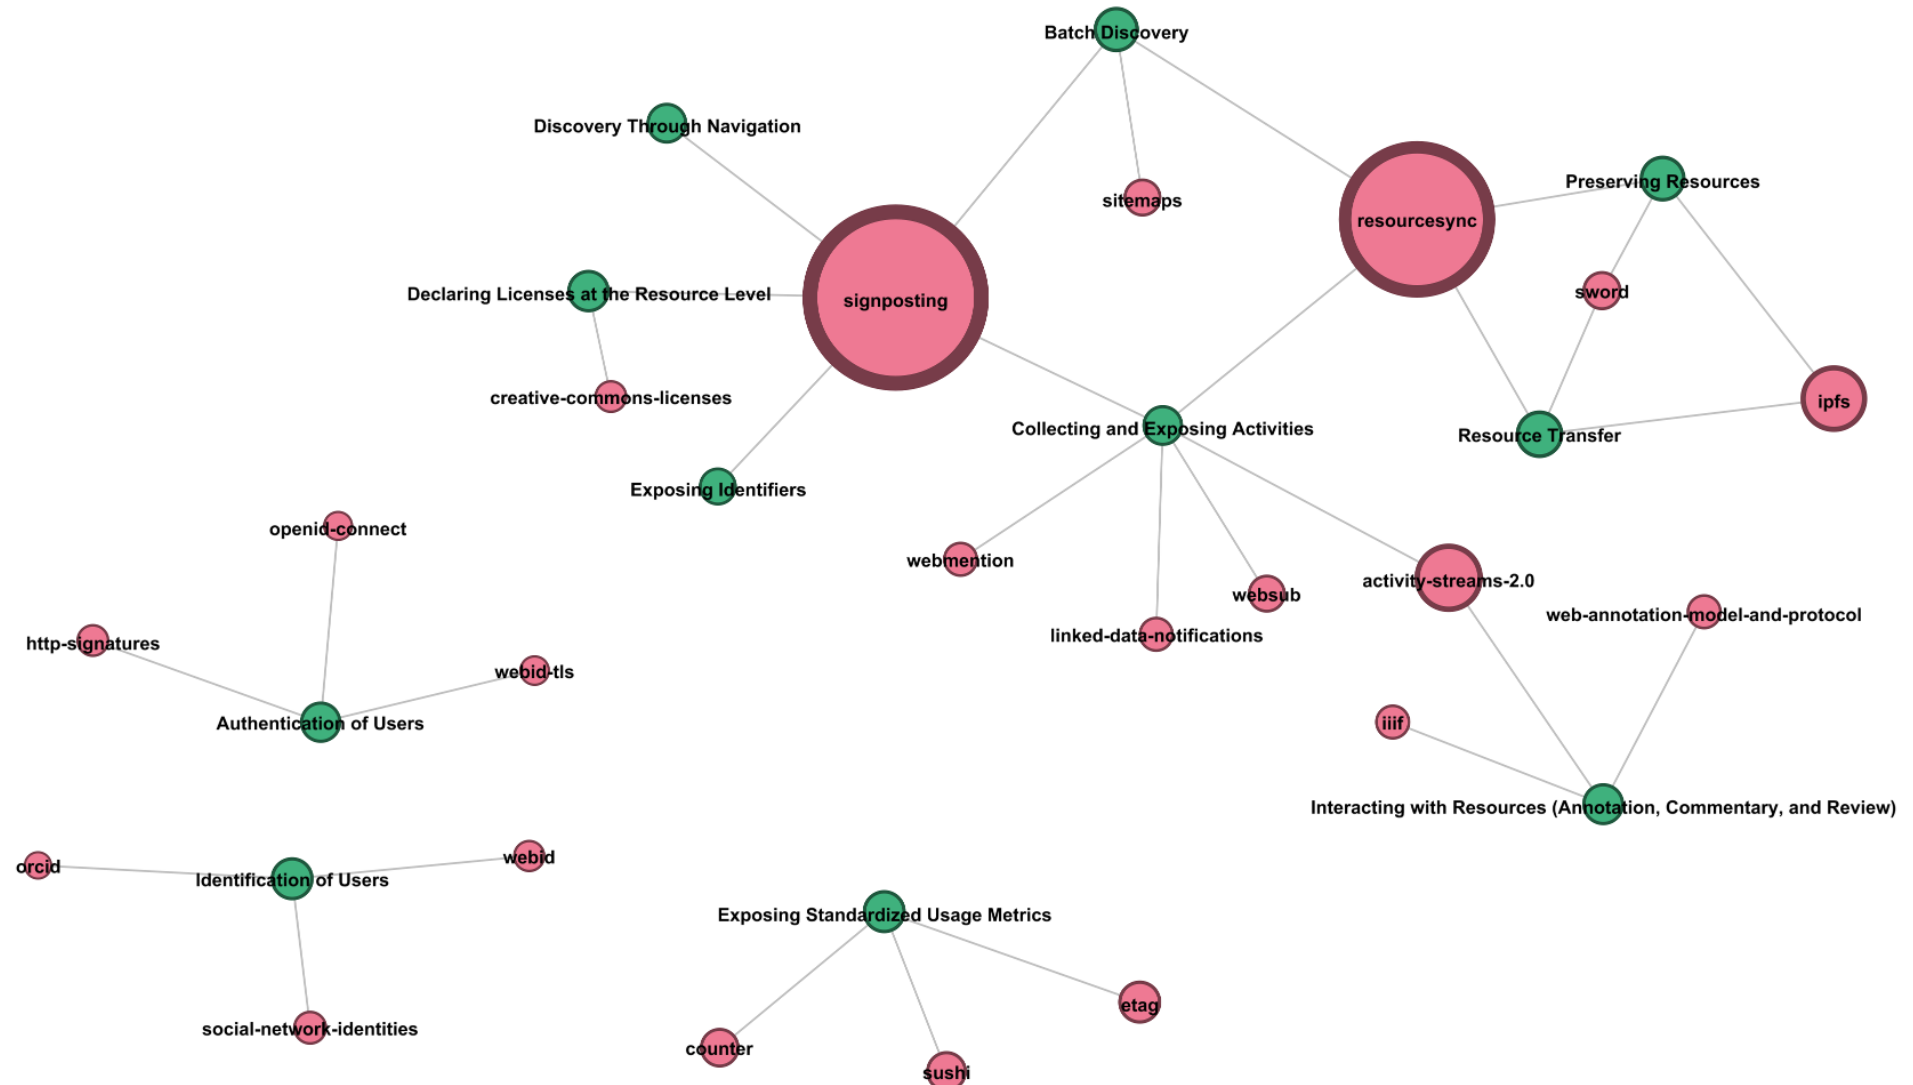 Batch Discovery
Discovery Through Navigation
Preserving Resources
sitemaps
resourcesync
Declaring Licenses at the Resource Level
signposting
sword
creative-commons-licenses
ipfs
Collecting and Exposing Activities
Resource Transfer
Exposing Identifiers
openid-connect
webmention
activity-streams-2.0
websub
web-annotation-model-and-protocol
linked-data-notifications
http-signatures
webid-tls
Authentication of Users
iiif
Interacting with Resources (Annotation, Commentary, and Review)
orcid
webid
Identification of Users
Exposing Standardized Usage Metrics
etag
social-network-identities
counter
sushi